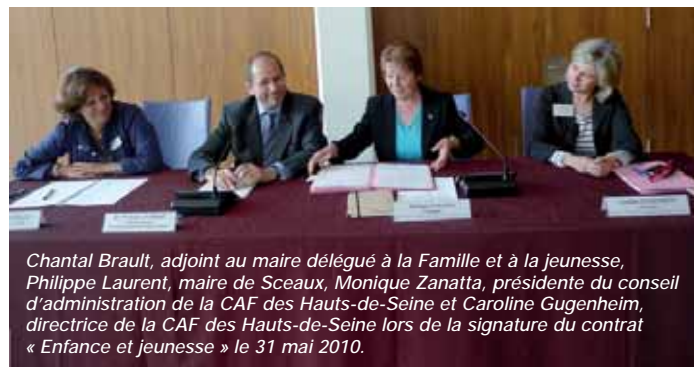 Chantal Brault, adjoint au maire délégué à la Famille et à la jeunesse,
Philippe Laurent, maire de Sceaux, Monique Zanatta, présidente du conseil
d'administration de la CAF des Hauts-de-Seine et Caroline Gugenheim,
directrice de la CAF des Hauts-de-Seine lors de la signature du contrat
« Enfance et jeunesse » le 31 mai 2010.